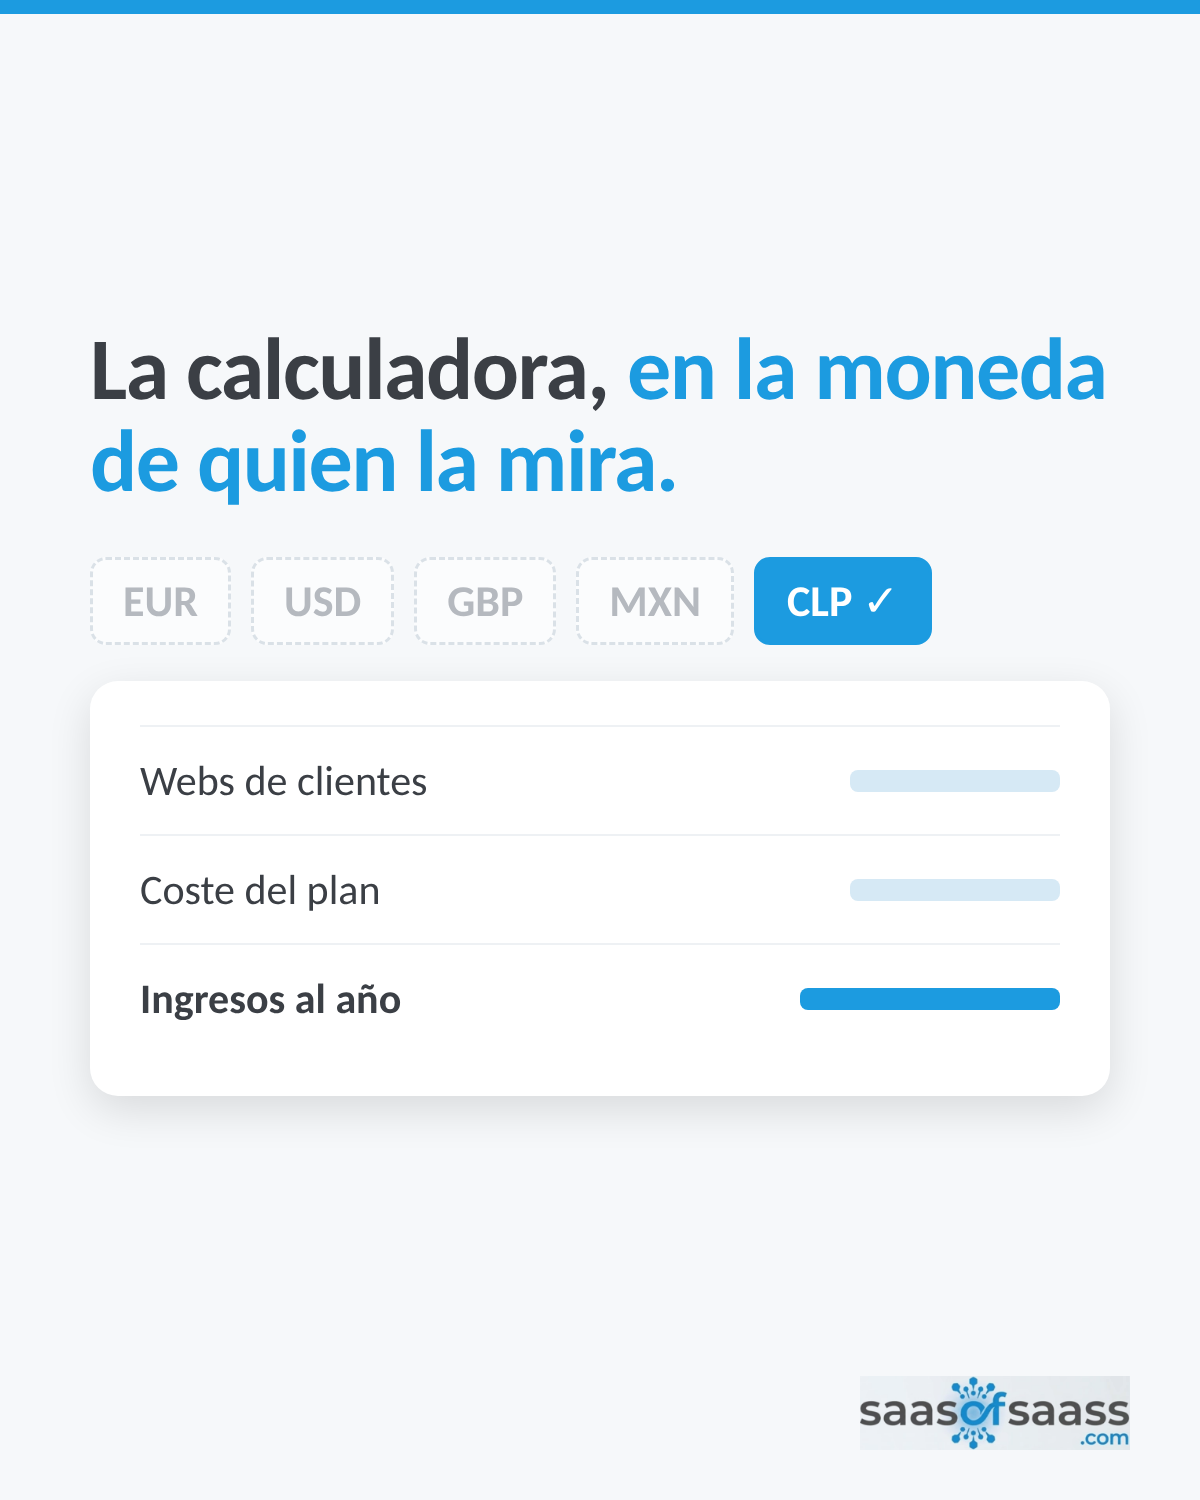 La calculadora, en la moneda
de quien la mira.
EUR USD GBP MXN CLP ✓
Webs de clientes
Coste del plan
Ingresos al año
saasofsaass
.com